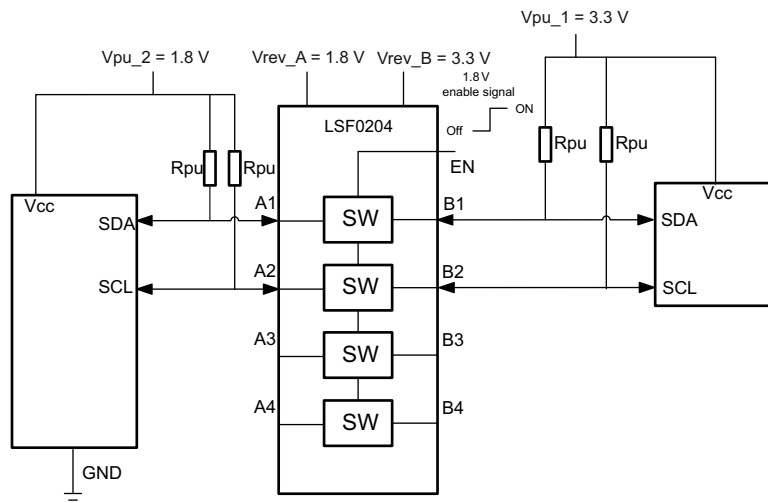 Vpu_1 = 3.3 V
Vpu_2 = 1.8 V
Vrev_A = 1.8 V
Vrev_B = 3.3 V
1.8 V
enable signal
ON
Off
LSF0204
EN
Rpu
Rpu
Rpu
Rpu
Vcc
SDA
SCL
GND
A1
SW
B1
A2
SW
B2
A3
SW
B3
A4
SW
B4
Vcc
SDA
SCL